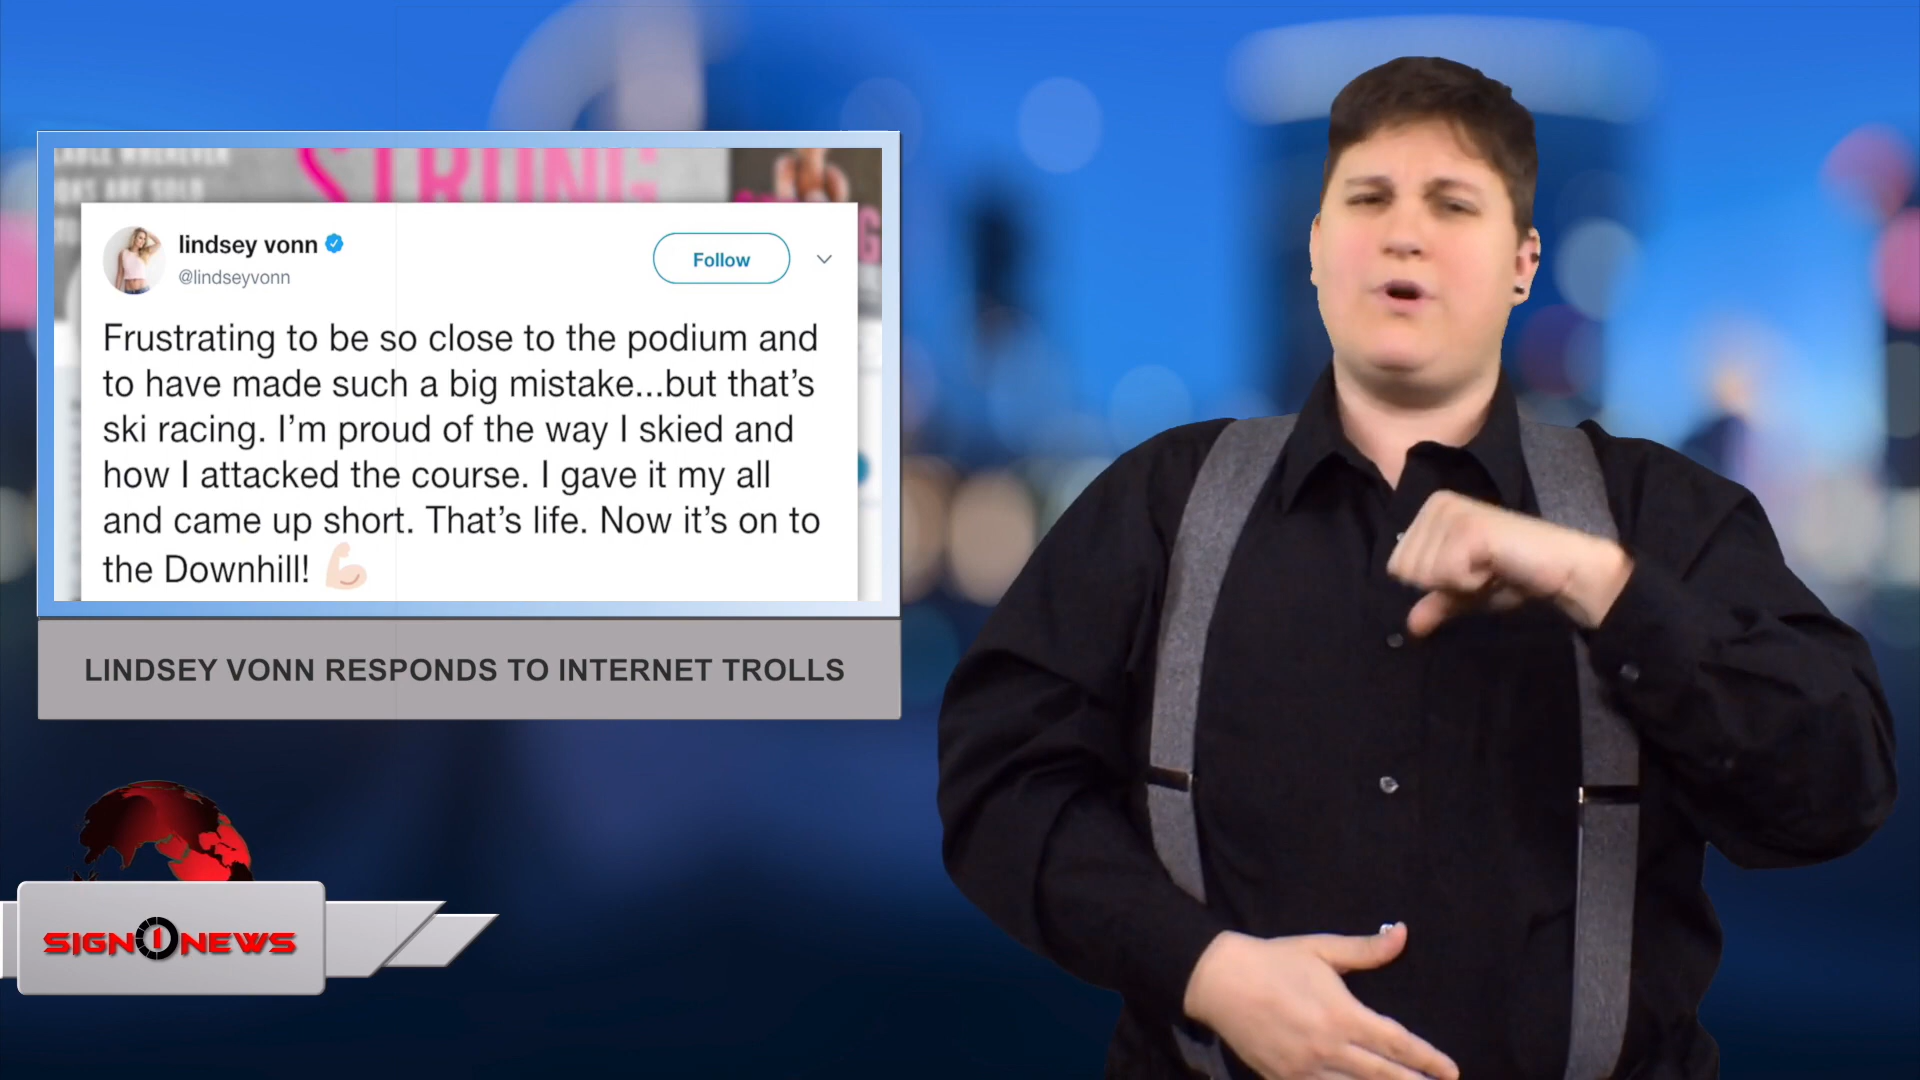 STRONG
lindsey vonn
@lindseyvonn
Follow
Frustrating to be so close to the podium and
to have made such a big mistake...but that's
ski racing. I'm proud of the way I skied and
how I attacked the course. I gave it my all
and came up short. That's life. Now it's on to
the Downhill! 💪🏻
LINDSEY VONN RESPONDS TO INTERNET TROLLS
SIGN1NEWS